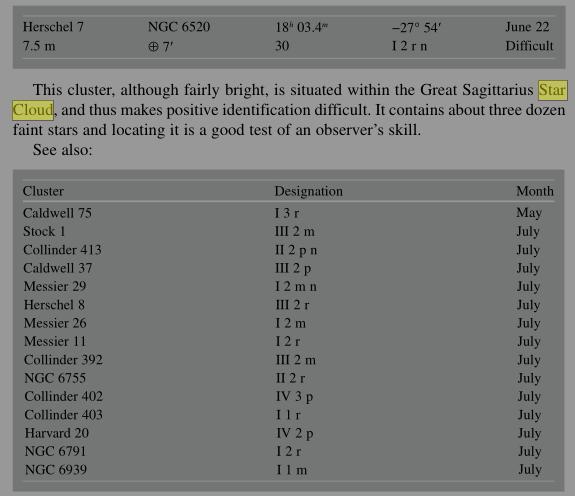 Herschel 7 NGC 6520 18ʰ 03.4ᵐ −27° 54′ June 22
7.5 m ⊕ 7′ 30 I 2 r n Difficult
This cluster, although fairly bright, is situated within the Great Sagittarius Star
Cloud, and thus makes positive identification difficult. It contains about three dozen
faint stars and locating it is a good test of an observer's skill.
See also:
Cluster Designation Month
Caldwell 75 I 3 r May
Stock 1 III 2 m July
Collinder 413 II 2 p n July
Caldwell 37 III 2 p July
Messier 29 I 2 m n July
Herschel 8 III 2 r July
Messier 26 I 2 m July
Messier 11 I 2 r July
Collinder 392 III 2 m July
NGC 6755 II 2 r July
Collinder 402 IV 3 p July
Collinder 403 I 1 r July
Harvard 20 IV 2 p July
NGC 6791 I 2 r July
NGC 6939 I 1 m July